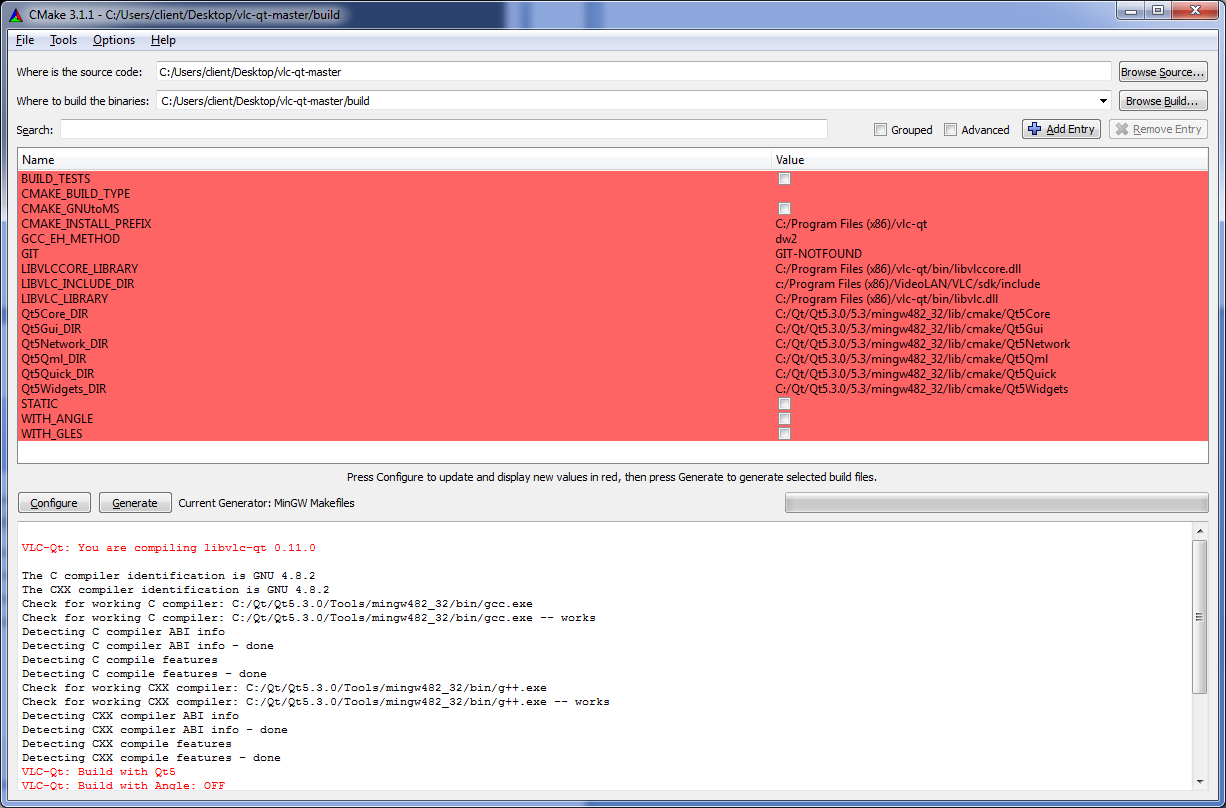 CMake 3.1.1 - C:/Users/client/Desktop/vlc-qt-master/build
File Tools Options Help
Where is the source code: C:/Users/client/Desktop/vlc-qt-master Browse Source...
Where to build the binaries: C:/Users/client/Desktop/vlc-qt-master/build Browse Build...
Search: Grouped Advanced Add Entry Remove Entry
Name Value
BUILD_TESTS
CMAKE_BUILD_TYPE
CMAKE_GNUtoMS
CMAKE_INSTALL_PREFIX C:/Program Files (x86)/vlc-qt
GCC_EH_METHOD dw2
GIT GIT-NOTFOUND
LIBVLCCORE_LIBRARY C:/Program Files (x86)/vlc-qt/bin/libvlccore.dll
LIBVLC_INCLUDE_DIR c:/Program Files (x86)/VideoLAN/VLC/sdk/include
LIBVLC_LIBRARY C:/Program Files (x86)/vlc-qt/bin/libvlc.dll
Qt5Core_DIR C:/Qt/Qt5.3.0/5.3/mingw482_32/lib/cmake/Qt5Core
Qt5Gui_DIR C:/Qt/Qt5.3.0/5.3/mingw482_32/lib/cmake/Qt5Gui
Qt5Network_DIR C:/Qt/Qt5.3.0/5.3/mingw482_32/lib/cmake/Qt5Network
Qt5Qml_DIR C:/Qt/Qt5.3.0/5.3/mingw482_32/lib/cmake/Qt5Qml
Qt5Quick_DIR C:/Qt/Qt5.3.0/5.3/mingw482_32/lib/cmake/Qt5Quick
Qt5Widgets_DIR C:/Qt/Qt5.3.0/5.3/mingw482_32/lib/cmake/Qt5Widgets
STATIC
WITH_ANGLE
WITH_GLES
Press Configure to update and display new values in red, then press Generate to generate selected build files.
Configure Generate Current Generator: MinGW Makefiles
VLC-Qt: You are compiling libvlc-qt 0.11.0
The C compiler identification is GNU 4.8.2
The CXX compiler identification is GNU 4.8.2
Check for working C compiler: C:/Qt/Qt5.3.0/Tools/mingw482_32/bin/gcc.exe
Check for working C compiler: C:/Qt/Qt5.3.0/Tools/mingw482_32/bin/gcc.exe -- works
Detecting C compiler ABI info
Detecting C compiler ABI info - done
Detecting C compile features
Detecting C compile features - done
Check for working CXX compiler: C:/Qt/Qt5.3.0/Tools/mingw482_32/bin/g++.exe
Check for working CXX compiler: C:/Qt/Qt5.3.0/Tools/mingw482_32/bin/g++.exe -- works
Detecting CXX compiler ABI info
Detecting CXX compiler ABI info - done
Detecting CXX compile features
Detecting CXX compile features - done
VLC-Qt: Build with Qt5
VLC-Qt: Build with Angle: OFF